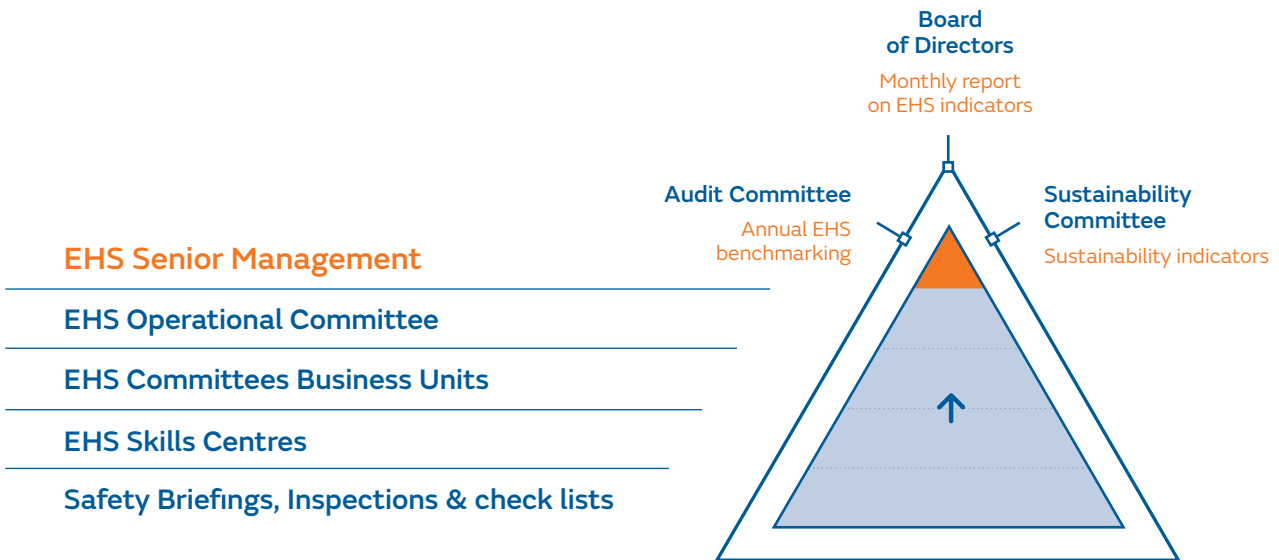 Board
of Directors
Monthly report
on EHS indicators
Audit Committee
Annual EHS
benchmarking
Sustainability
Committee
Sustainability indicators
EHS Senior Management
EHS Operational Committee
EHS Committees Business Units
EHS Skills Centres
Safety Briefings, Inspections & check lists